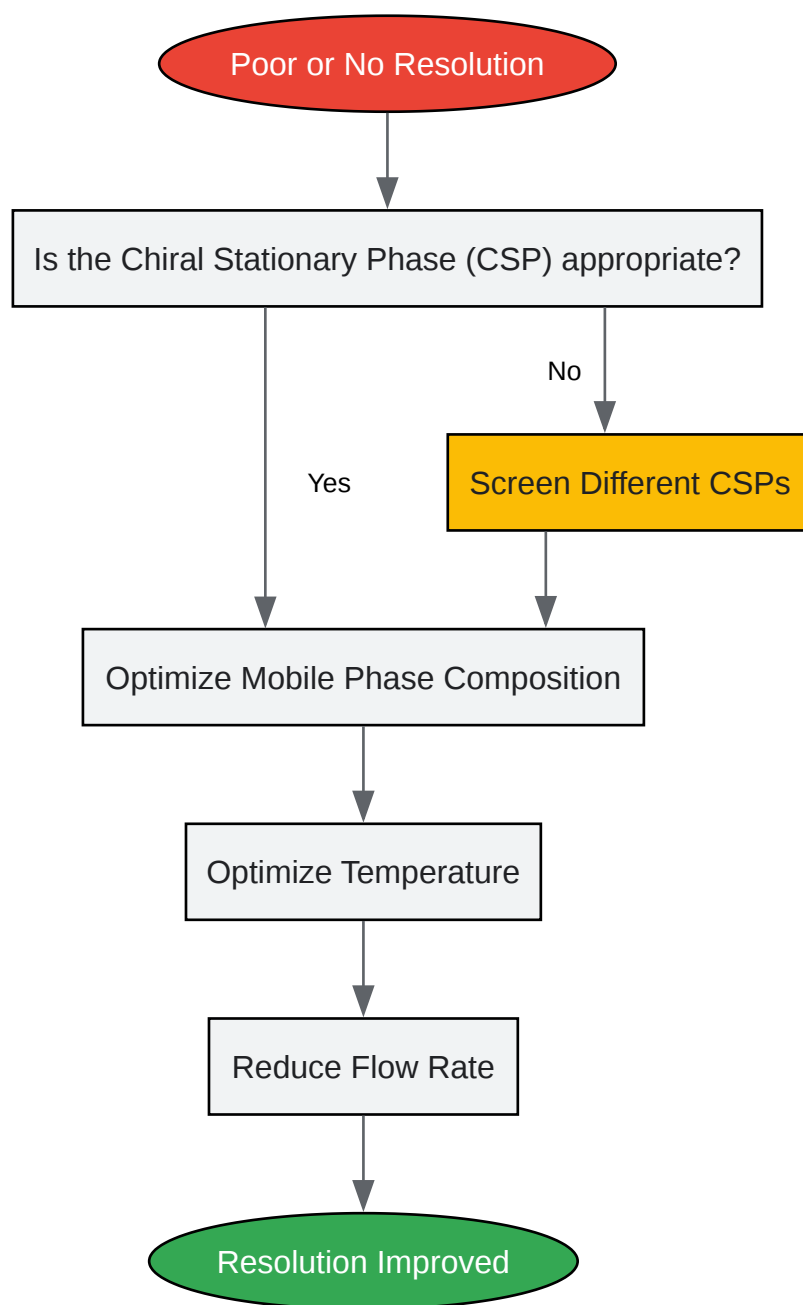 Poor or No Resolution
Is the Chiral Stationary Phase (CSP) appropriate?
No
Yes
Screen Different CSPs
Optimize Mobile Phase Composition
Optimize Temperature
Reduce Flow Rate
Resolution Improved